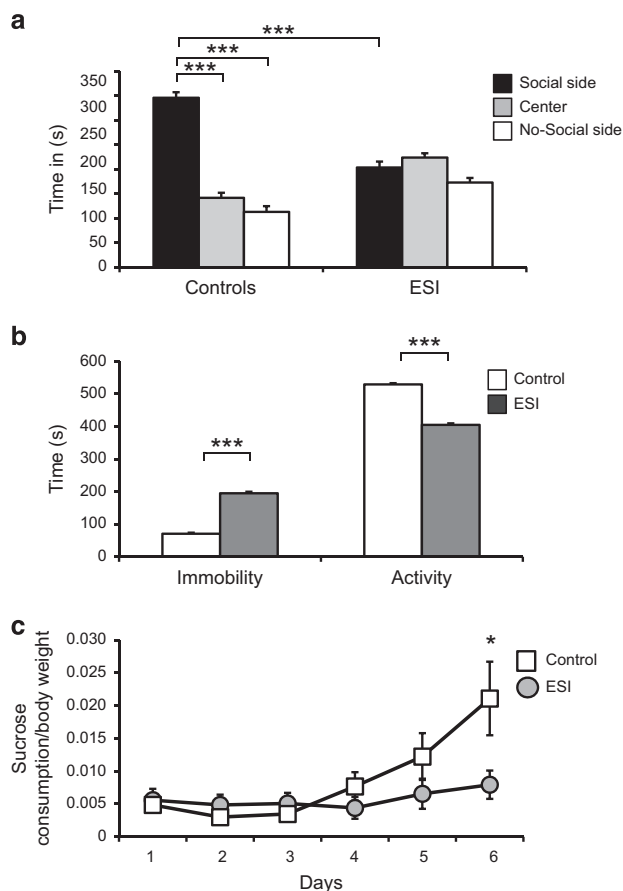 a
***
***
***
350
300
250
200
150
100
50
0
Time in (s)
Social side
Center
No-Social side
Controls
ESI
b
600
500
400
300
200
100
0
Time (s)
***
***
Control
ESI
Immobility
Activity
c
0.030
0.025
0.020
0.015
0.010
0.005
0
Sucrose
consumption/body weight
*
Control
ESI
1 2 3 4 5 6
Days